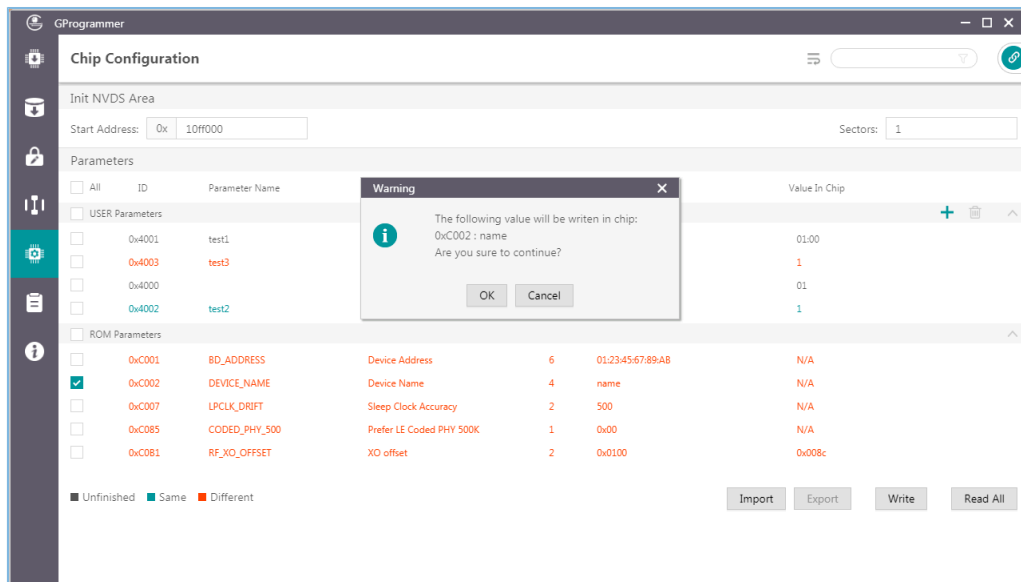 GProgrammer
Chip Configuration
Init NVDS Area
Start Address: 0x 10ff000 Sectors: 1
Parameters
All ID Parameter Name Value In Chip
USER Parameters
0x4001 test1 01:00
0x4003 test3 1
0x4000 01
0x4002 test2 1
Warning
The following value will be writen in chip:
0xC002 : name
Are you sure to continue?
OK Cancel
ROM Parameters
0xC001 BD_ADDRESS Device Address 6 01:23:45:67:89:AB N/A
0xC002 DEVICE_NAME Device Name 4 name N/A
0xC007 LPCLK_DRIFT Sleep Clock Accuracy 2 500 N/A
0xC085 CODED_PHY_500 Prefer LE Coded PHY 500K 1 0x00 N/A
0xC0B1 RF_XO_OFFSET XO offset 2 0x0100 0x008c
Unfinished Same Different
Import Export Write Read All